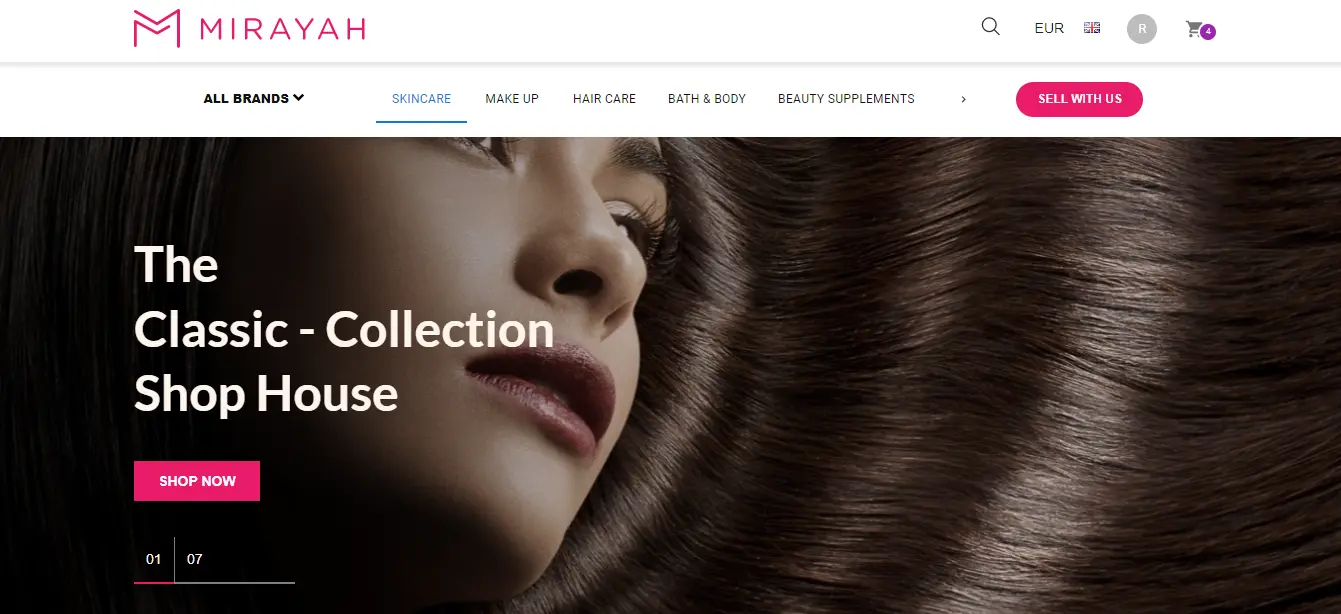 MIRAYAH
EUR
R
4
ALL BRANDS
SKINCARE
MAKE UP
HAIR CARE
BATH & BODY
BEAUTY SUPPLEMENTS
SELL WITH US
The
Classic - Collection
Shop House
SHOP NOW
01
07